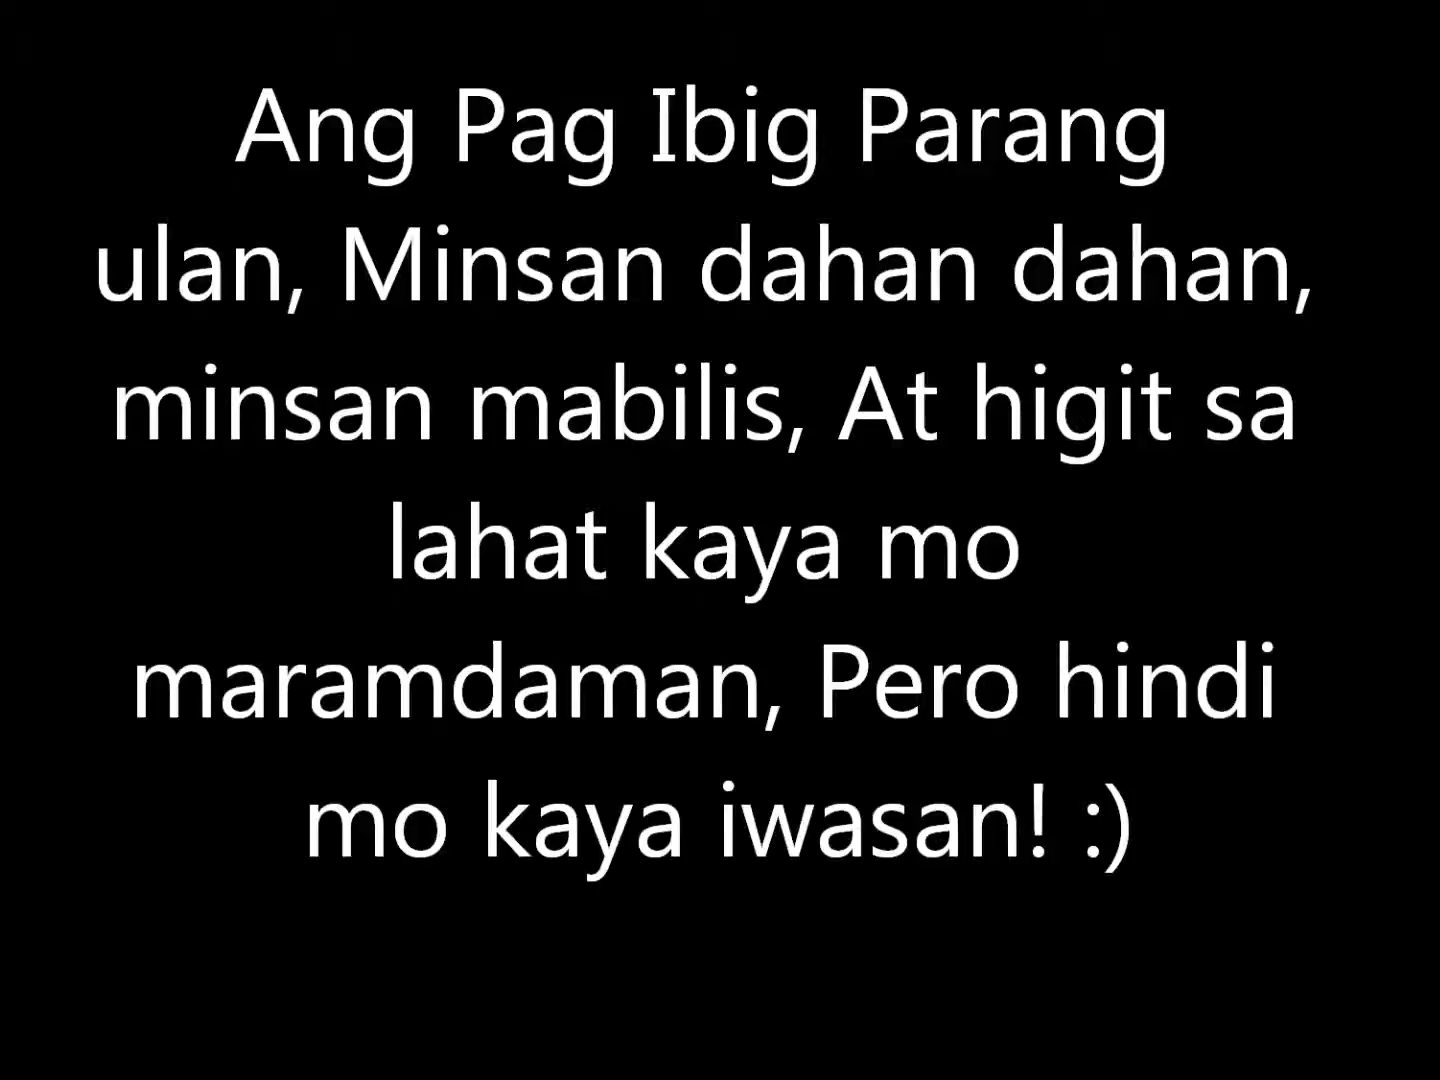 Ang Pag Ibig Parang
ulan, Minsan dahan dahan,
minsan mabilis, At higit sa
lahat kaya mo
maramdaman, Pero hindi
mo kaya iwasan! :)